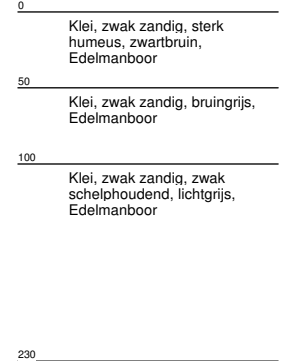 0
Klei, zwak zandig, sterk
humeus, zwartbruin,
Edelmanboor
50
Klei, zwak zandig, bruingrijs,
Edelmanboor
100
Klei, zwak zandig, zwak
schelphoudend, lichtgrijs,
Edelmanboor
230